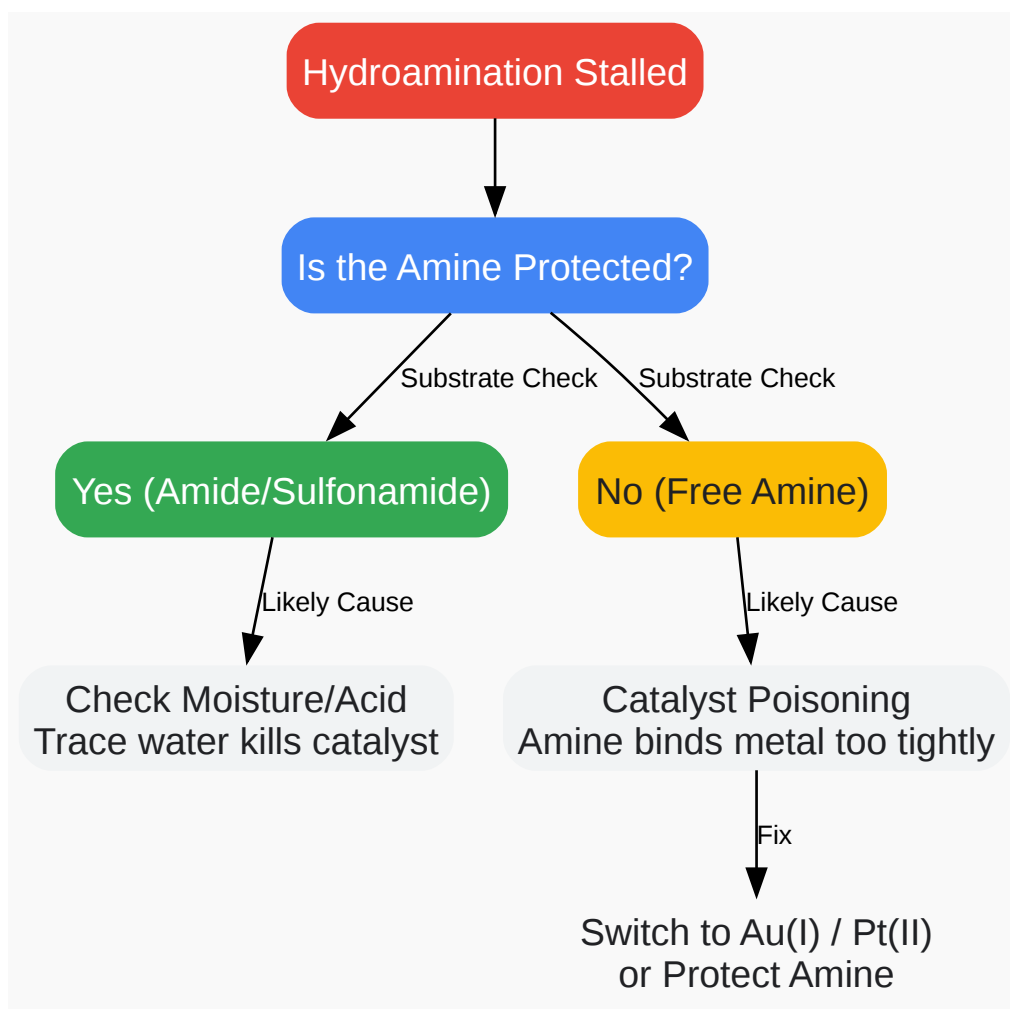 Hydroamination Stalled
Is the Amine Protected?
Substrate Check
Substrate Check
Yes (Amide/Sulfonamide)
No (Free Amine)
Likely Cause
Likely Cause
Check Moisture/Acid
Trace water kills catalyst
Catalyst Poisoning
Amine binds metal too tightly
Fix
Switch to Au(I) / Pt(II)
or Protect Amine